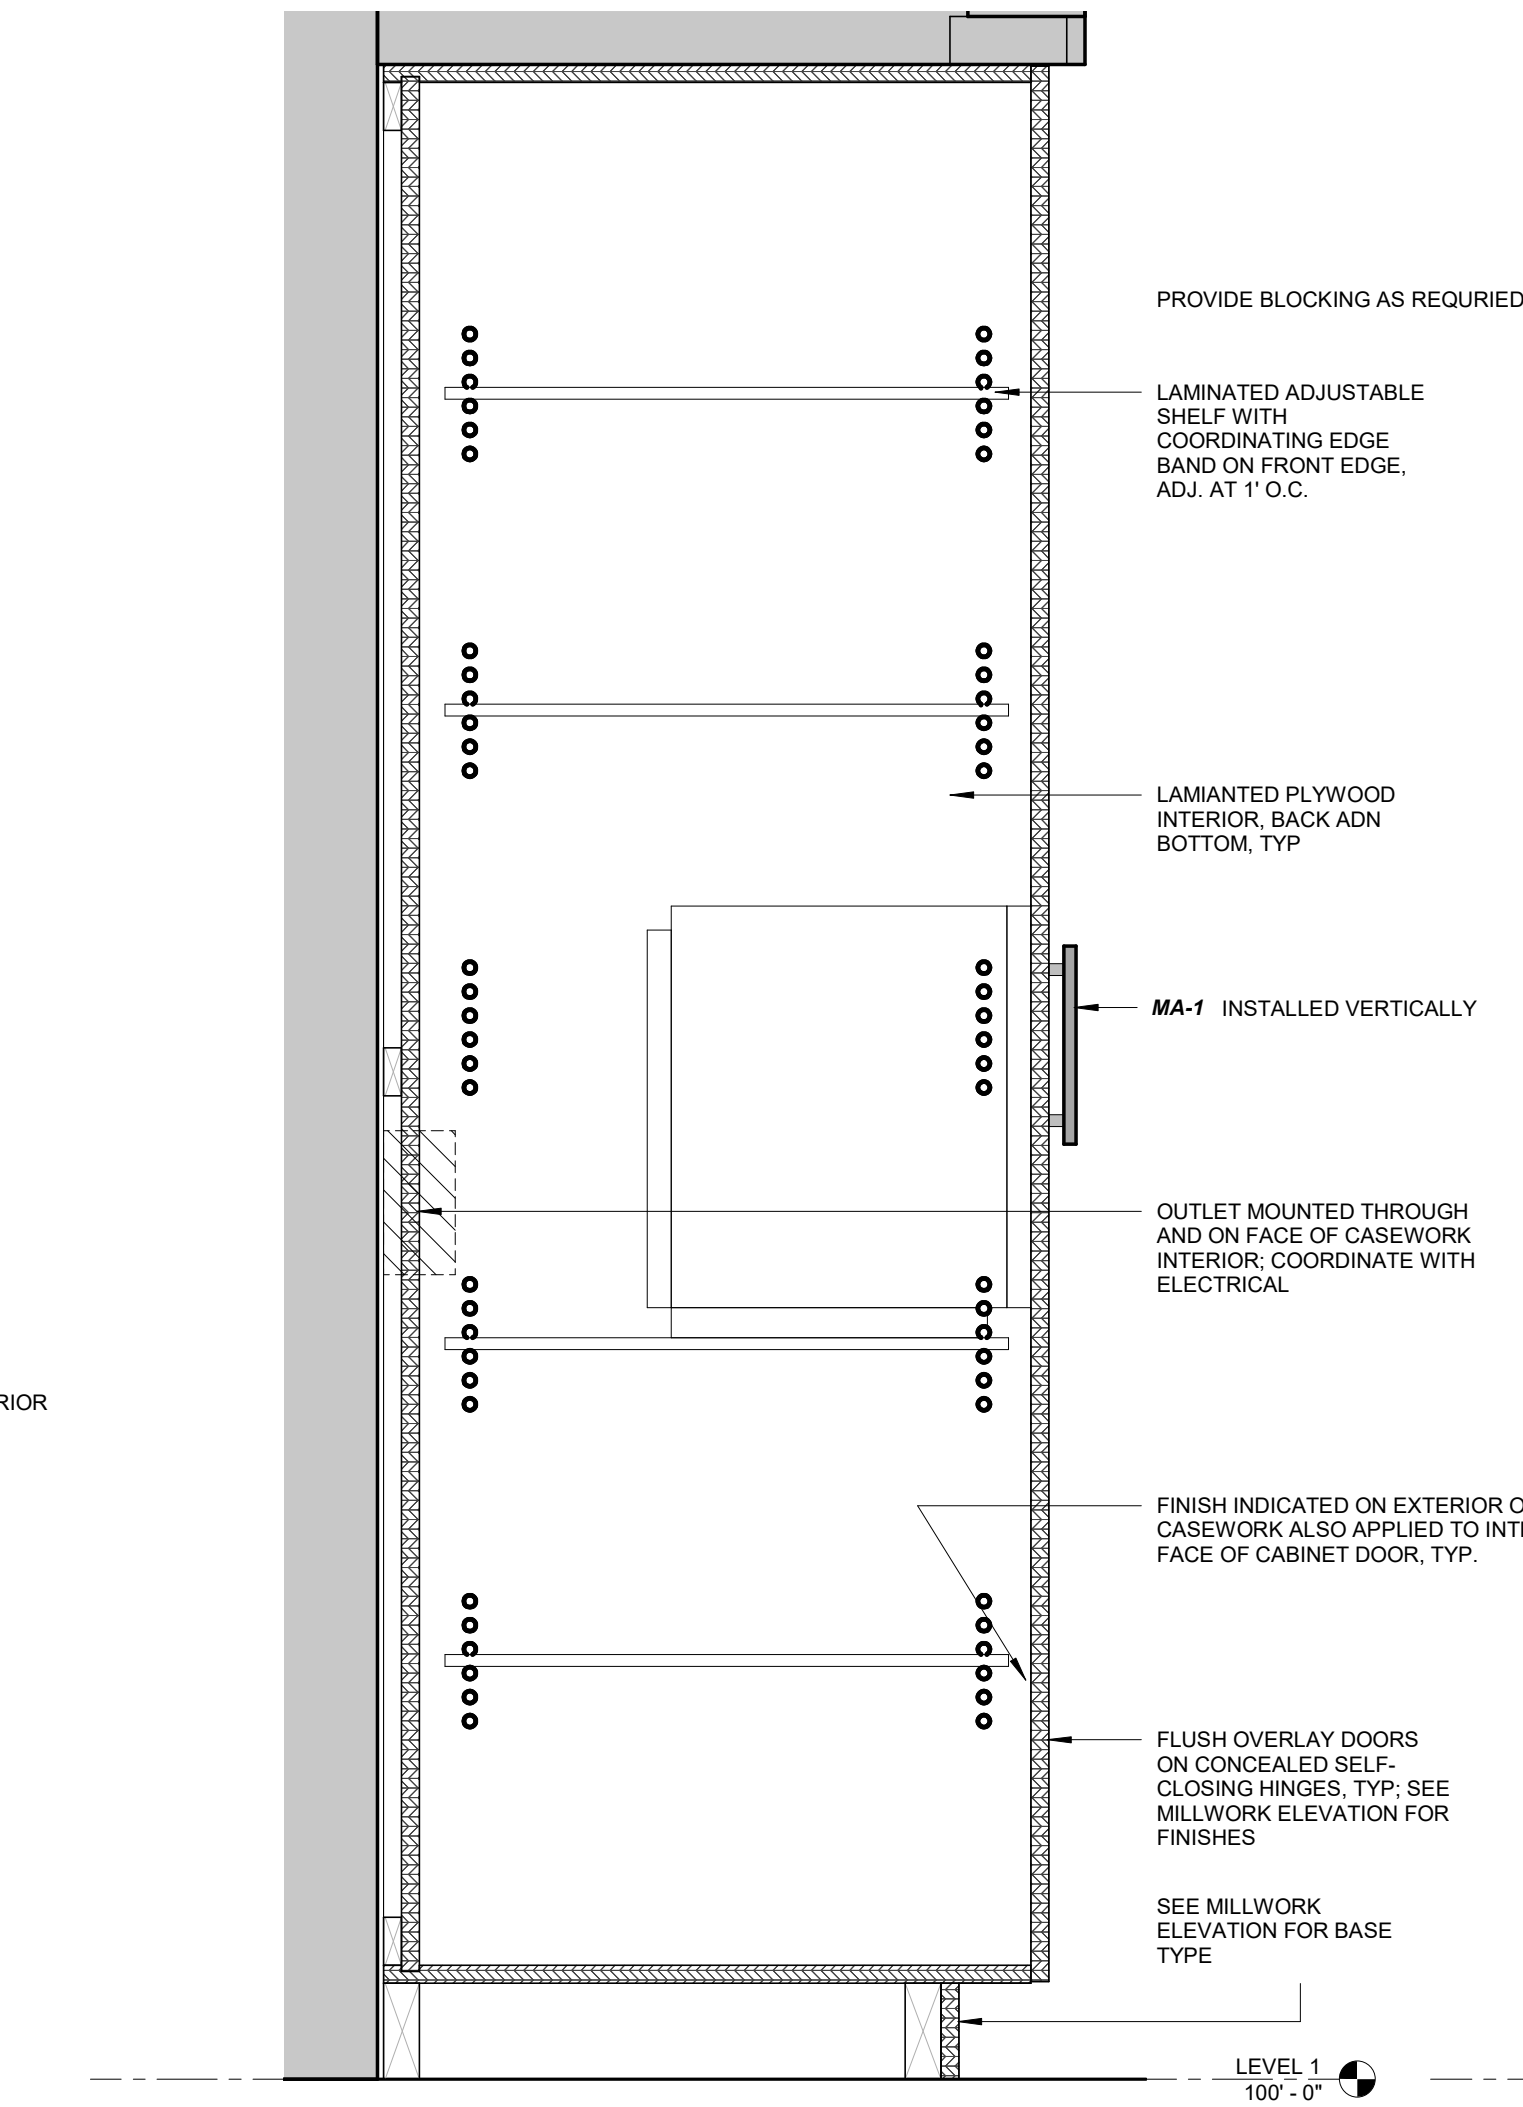 PROVIDE BLOCKING AS REQURIED
LAMINATED ADJUSTABLE
SHELF WITH
COORDINATING EDGE
BAND ON FRONT EDGE,
ADJ. AT 1' O.C.
LAMIANTED PLYWOOD
INTERIOR, BACK ADN
BOTTOM, TYP
MA-1 INSTALLED VERTICALLY
OUTLET MOUNTED THROUGH
AND ON FACE OF CASEWORK
INTERIOR; COORDINATE WITH
ELECTRICAL
RIOR
FINISH INDICATED ON EXTERIOR O
CASEWORK ALSO APPLIED TO INT
FACE OF CABINET DOOR, TYP.
FLUSH OVERLAY DOORS
ON CONCEALED SELF-
CLOSING HINGES, TYP; SEE
MILLWORK ELEVATION FOR
FINISHES
SEE MILLWORK
ELEVATION FOR BASE
TYPE
LEVEL 1
100' - 0"